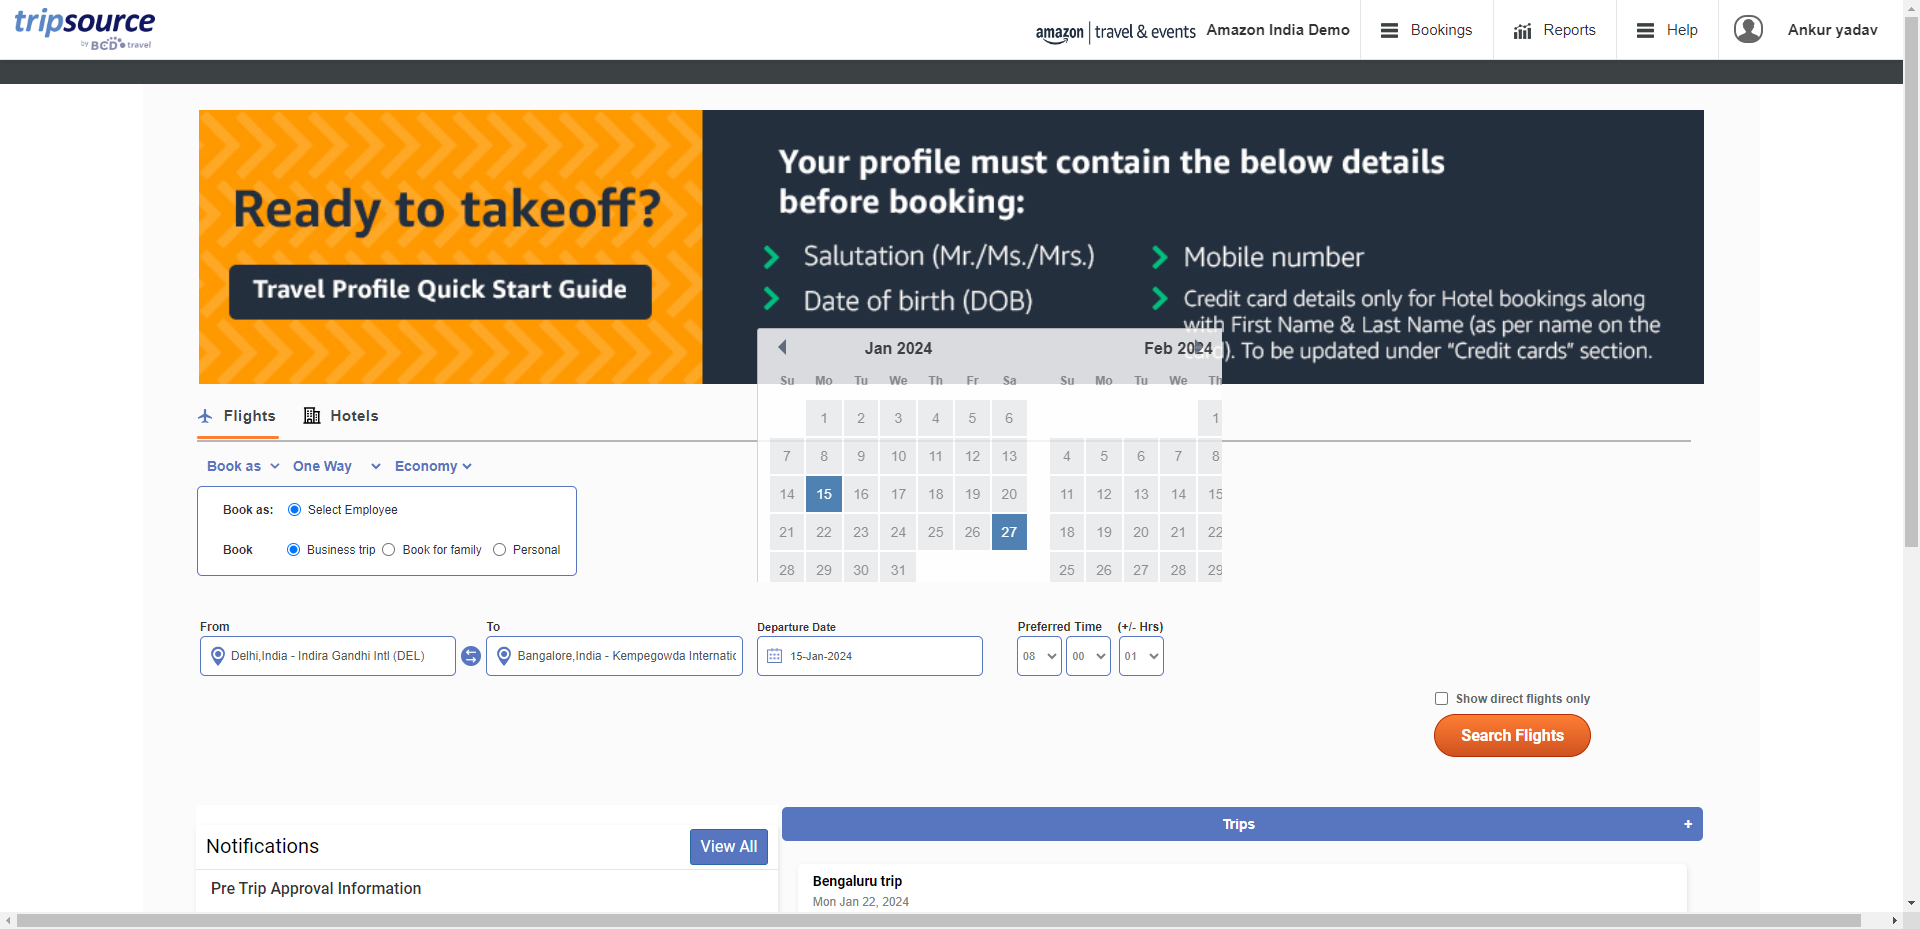 tripsource
by BCD travel
amazon travel & events Amazon India Demo Bookings Reports Help Ankur yadav
Ready to takeoff?
Travel Profile Quick Start Guide
Your profile must contain the below details
before booking:
Salutation (Mr./Ms./Mrs.)
Date of birth (DOB)
Mobile number
Credit card details only for Hotel bookings along
with First Name & Last Name (as per name on the
card). To be updated under “Credit cards” section.
Jan 2024 Feb 2024
Su Mo Tu We Th Fr Sa Su Mo Tu We Th
1 2 3 4 5 6 1
7 8 9 10 11 12 13 4 5 6 7 8
14 15 16 17 18 19 20 11 12 13 14 15
21 22 23 24 25 26 27 18 19 20 21 22
28 29 30 31 25 26 27 28 29
Flights Hotels
Book as One Way Economy
Book as: Select Employee
Book Business trip Book for family Personal
From To Departure Date Preferred Time (+/- Hrs)
Delhi,India - Indira Gandhi Intl (DEL) Bangalore,India - Kempegowda Internatic 15-Jan-2024 08 00 01
Show direct flights only
Search Flights
Notifications View All
Pre Trip Approval Information
Trips +
Bengaluru trip
Mon Jan 22, 2024